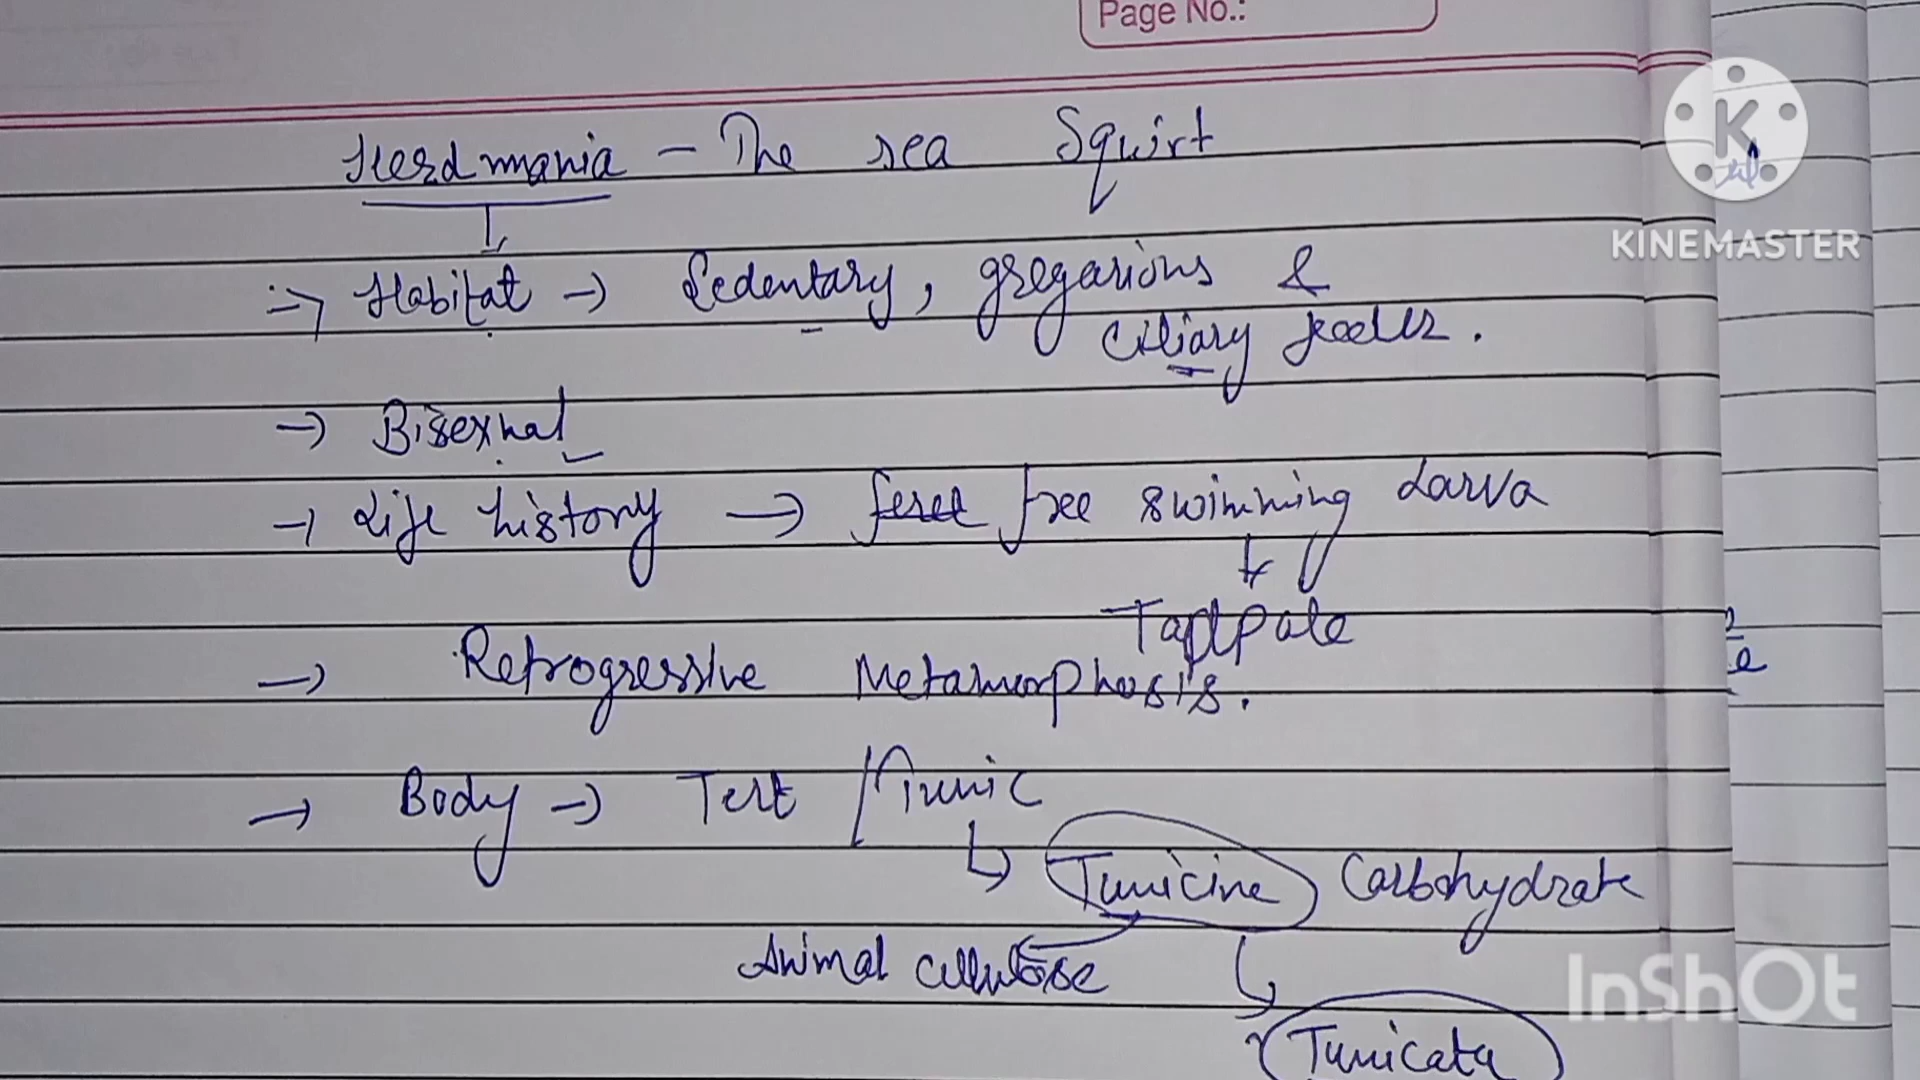 Page No.:
Herdmania - The sea Squirt
K
KINEMASTER
:→ Habitat → Sedentary, gregarious &
ciliary feeder.
→ Bisexual
→ Life history → free swimming Larva
Tadpole
→ Retrogressive Metamorphosis.
→ Body → Test / Tunic
Tunicine Carbohydrate
Animal cellulose
InShOt
Tunicata